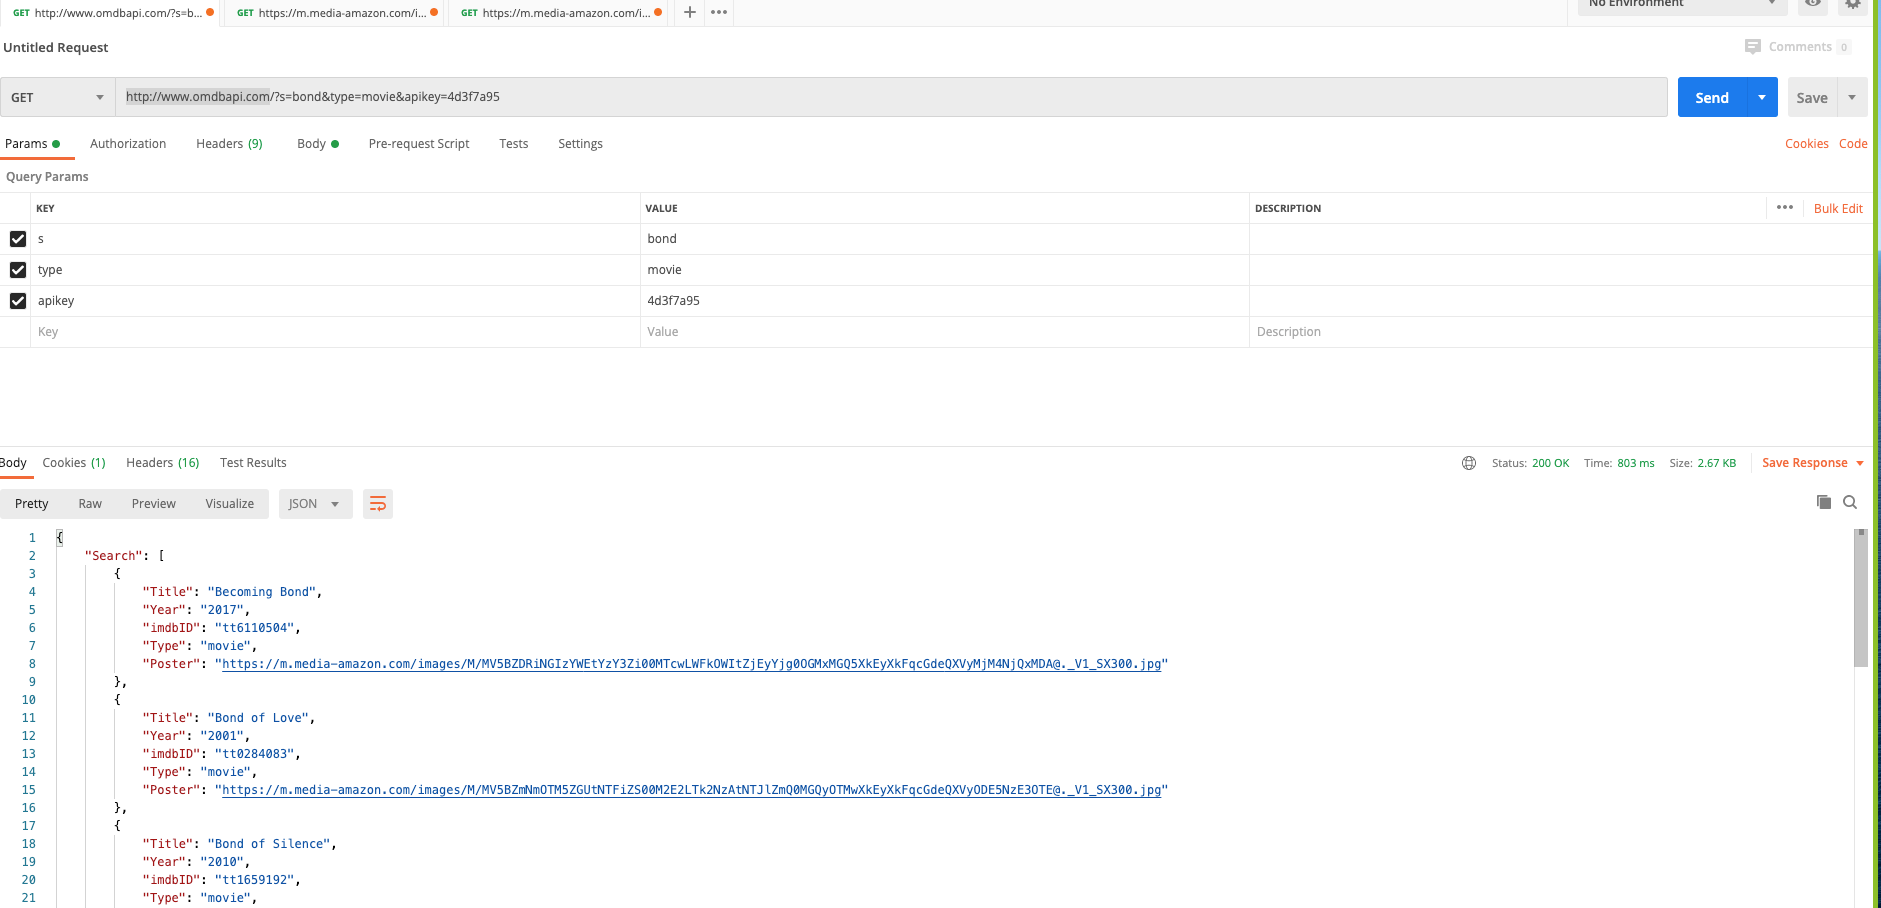 GET http://www.omdbapi.com/?s=b... GET https://m.media-amazon.com/i... GET https://m.media-amazon.com/i... + ••• No Environment
Untitled Request Comments 0
GET http://www.omdbapi.com/?s=bond&type=movie&apikey=4d3f7a95 Send Save
Params Authorization Headers (9) Body Pre-request Script Tests Settings Cookies Code
Query Params
KEY VALUE DESCRIPTION ••• Bulk Edit
s bond
type movie
apikey 4d3f7a95
Key Value Description
Body Cookies (1) Headers (16) Test Results Status: 200 OK Time: 803 ms Size: 2.67 KB Save Response
Pretty Raw Preview Visualize JSON
1 {
2 "Search": [
3 {
4 "Title": "Becoming Bond",
5 "Year": "2017",
6 "imdbID": "tt6110504",
7 "Type": "movie",
8 "Poster": "https://m.media-amazon.com/images/M/MV5BZDRiNGIzYWEtYzY3Zi00MTcwLWFkOWItZjEyYjg0OGMxMGQ5XkEyXkFqcGdeQXVyMjM4NjQxMDA@._V1_SX300.jpg"
9 },
10 {
11 "Title": "Bond of Love",
12 "Year": "2001",
13 "imdbID": "tt0284083",
14 "Type": "movie",
15 "Poster": "https://m.media-amazon.com/images/M/MV5BZmNmOTM5ZGUtNTFiZS00M2E2LTk2NzAtNTJlZmQ0MGQyOTMwXkEyXkFqcGdeQXVyODE5NzE3OTE@._V1_SX300.jpg"
16 },
17 {
18 "Title": "Bond of Silence",
19 "Year": "2010",
20 "imdbID": "tt1659192",
21 "Type": "movie",